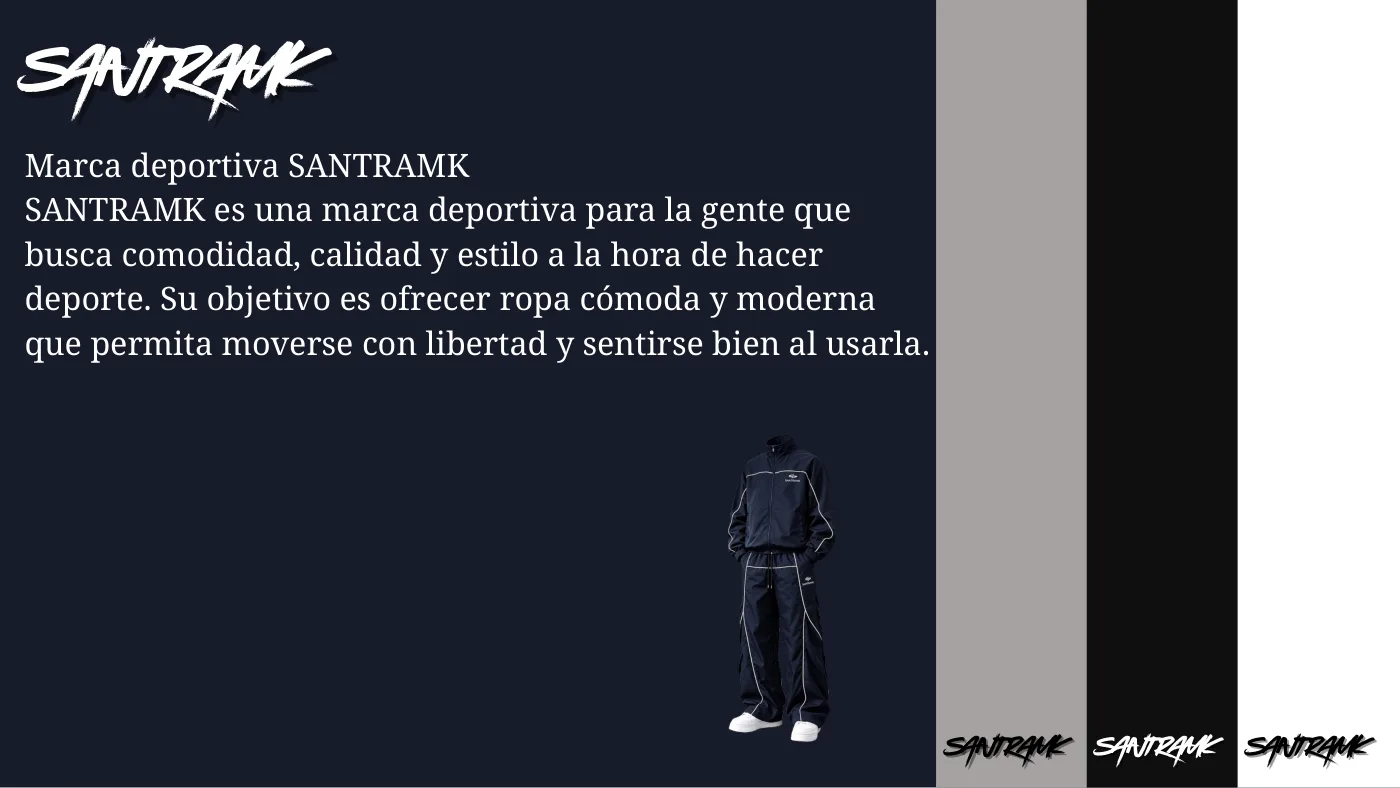 SANTRAMK
Marca deportiva SANTRAMK
SANTRAMK es una marca deportiva para la gente que
busca comodidad, calidad y estilo a la hora de hacer
deporte. Su objetivo es ofrecer ropa cómoda y moderna
que permita moverse con libertad y sentirse bien al usarla.
SANTRAMK SANTRAMK SANTRAMK